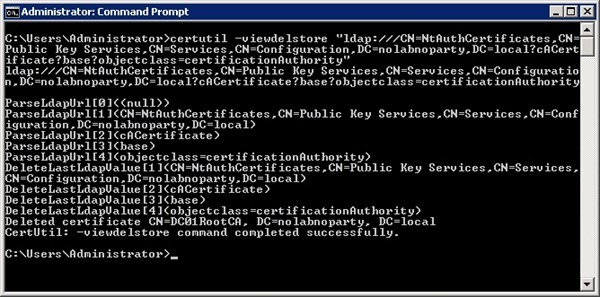 Administrator: Command Prompt
C:\Users\Administrator>certutil -viewdelstore "ldap:///CN=NtAuthCertificates,CN=
Public Key Services,CN=Services,CN=Configuration,DC=nolabnoparty,DC=local?cACert
ificate?base?objectclass=certificationAuthority"
ldap:///CN=NtAuthCertificates,CN=Public Key Services,CN=Services,CN=Configuratio
n,DC=nolabnoparty,DC=local?cACertificate?base?objectclass=certificationAuthority
ParseLdapUrl[0]((null))
ParseLdapUrl[1](CN=NtAuthCertificates,CN=Public Key Services,CN=Services,CN=Conf
iguration,DC=nolabnoparty,DC=local)
ParseLdapUrl[2](cACertificate)
ParseLdapUrl[3](base)
ParseLdapUrl[4](objectclass=certificationAuthority)
DeleteLastLdapValue[1](CN=NtAuthCertificates,CN=Public Key Services,CN=Services,
CN=Configuration,DC=nolabnoparty,DC=local)
DeleteLastLdapValue[2](cACertificate)
DeleteLastLdapValue[3](base)
DeleteLastLdapValue[4](objectclass=certificationAuthority)
Deleted certificate CN=DC01RootCA, DC=nolabnoparty, DC=local
CertUtil: -viewdelstore command completed successfully.
C:\Users\Administrator>_